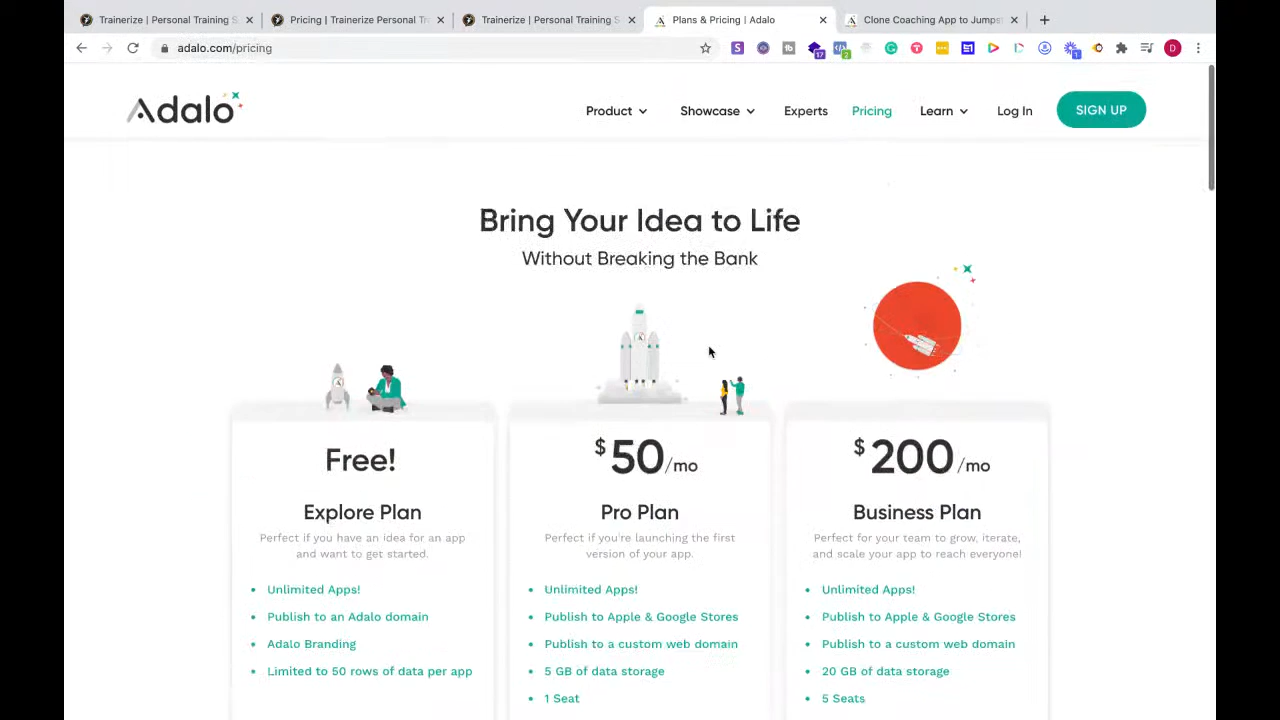 Trainerize | Personal Training S
Pricing | Trainerize Personal Tra
Trainerize | Personal Training S
Plans & Pricing | Adalo
Clone Coaching App to Jumpst
adalo.com/pricing
17
2
1
D
Adalo
Product
Showcase
Experts
Pricing
Learn
Log In
SIGN UP
Bring Your Idea to Life
Without Breaking the Bank
Free!
Explore Plan
Perfect if you have an idea for an app
and want to get started.
• Unlimited Apps!
• Publish to an Adalo domain
• Adalo Branding
• Limited to 50 rows of data per app
$50/mo
Pro Plan
Perfect if you're launching the first
version of your app.
• Unlimited Apps!
• Publish to Apple & Google Stores
• Publish to a custom web domain
• 5 GB of data storage
• 1 Seat
$200/mo
Business Plan
Perfect for your team to grow, iterate,
and scale your app to reach everyone!
• Unlimited Apps!
• Publish to Apple & Google Stores
• Publish to a custom web domain
• 20 GB of data storage
• 5 Seats